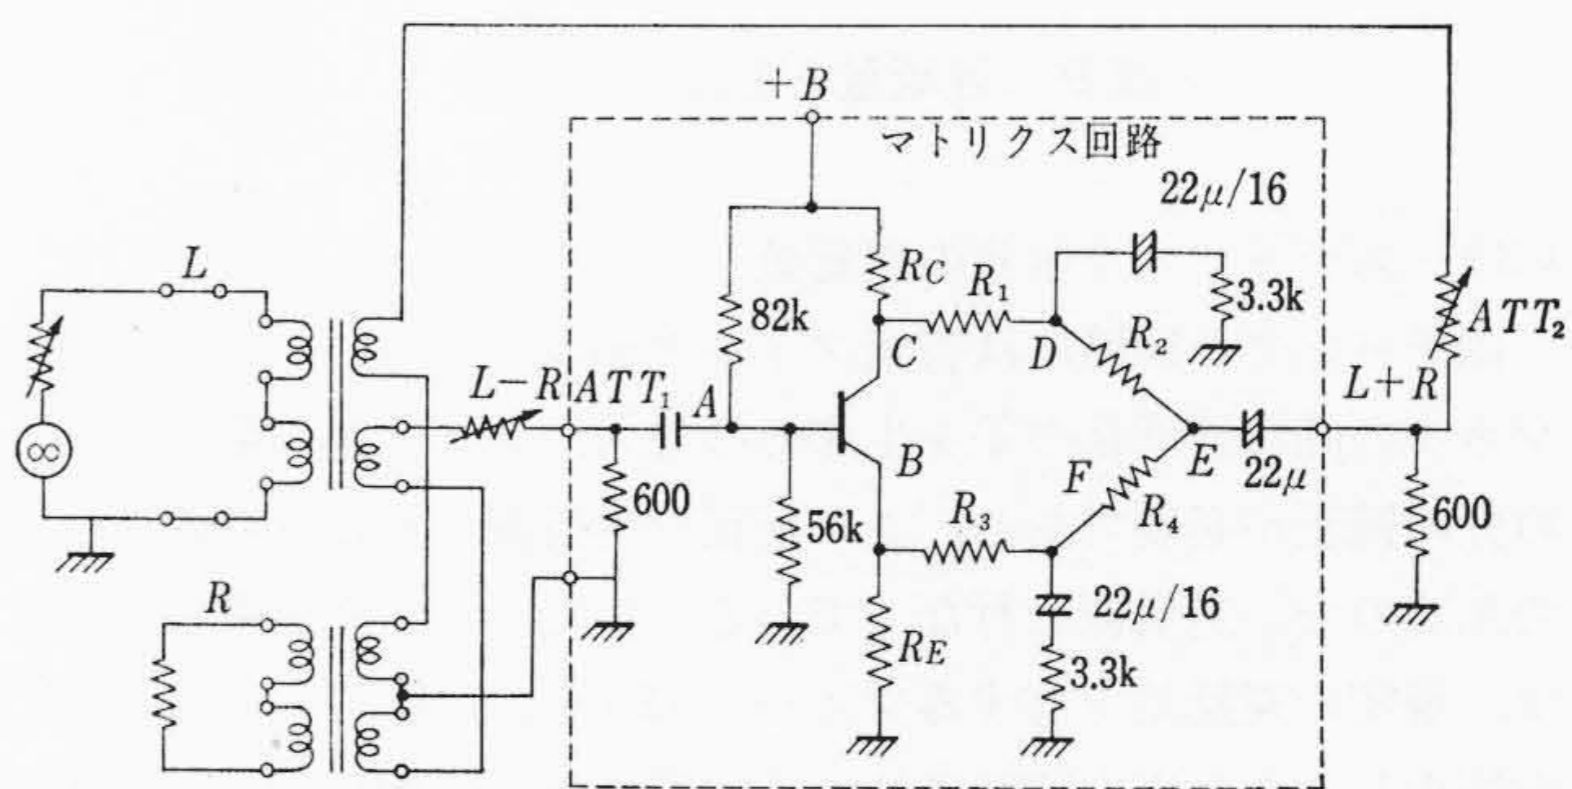 +B
マトリクス回路
22μ/16
L
R_C
R_1
3.3k
82k
R_2
ATT_2
C
D
L−R
ATT_1
A
L+R
∞
B
F
E
22μ
600
56k
R_3
R_4
600
R
22μ/16
R_E
3.3k